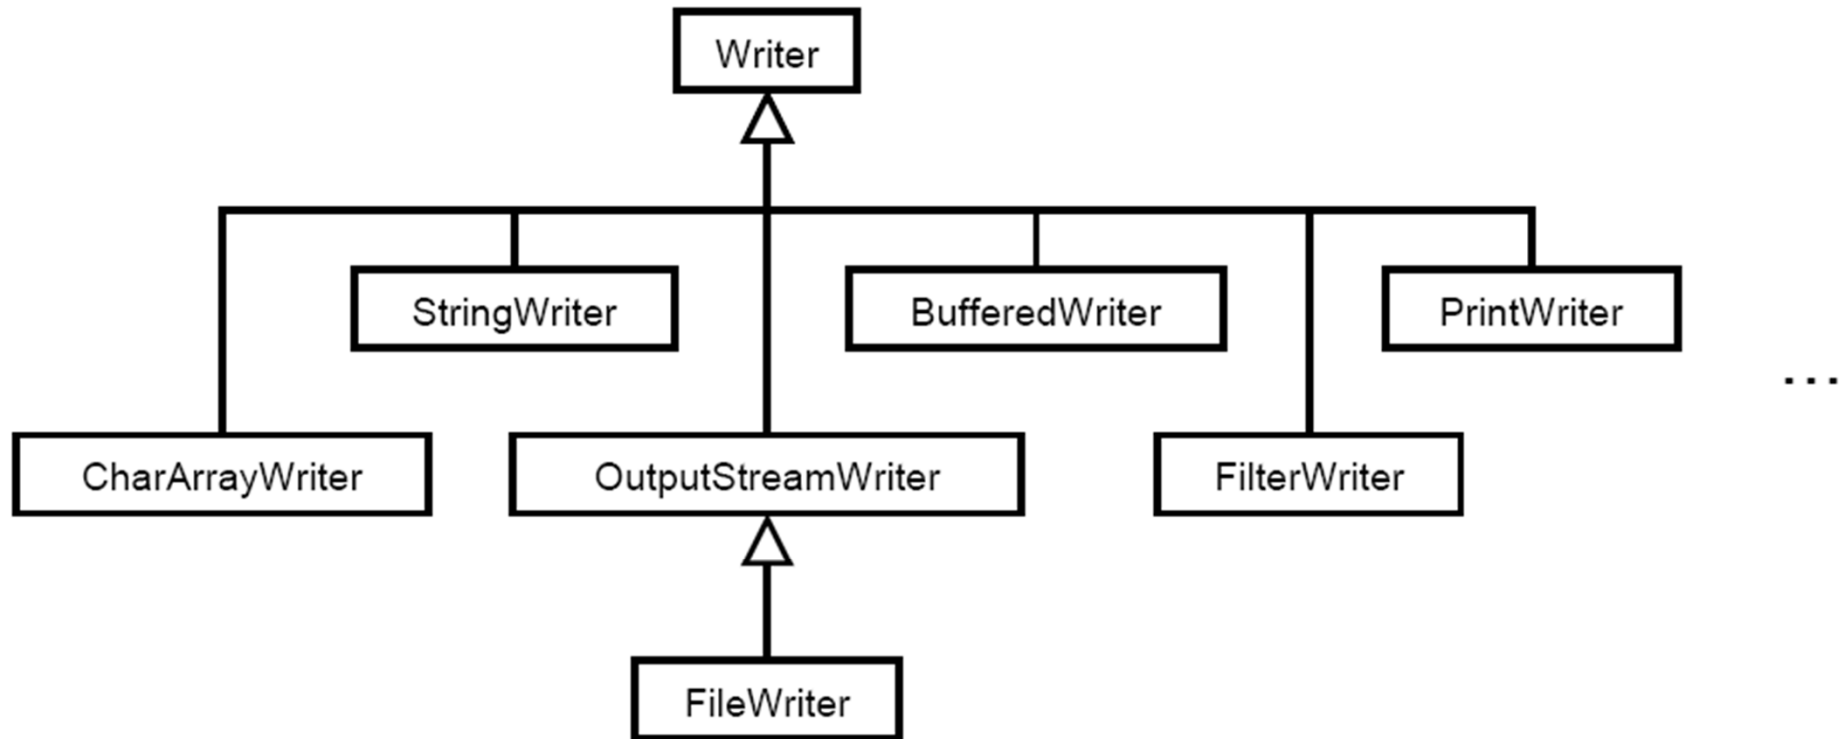 Writer
StringWriter
BufferedWriter
PrintWriter
...
CharArrayWriter
OutputStreamWriter
FilterWriter
FileWriter